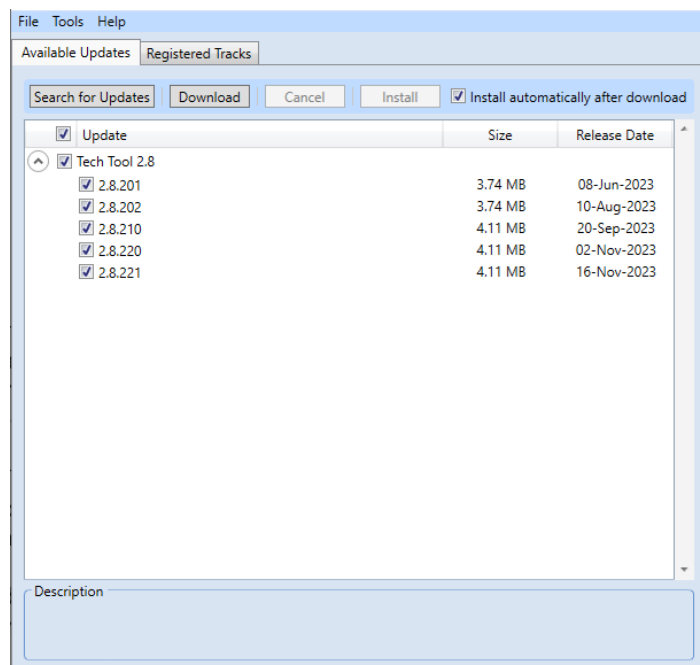 File Tools Help
Available Updates Registered Tracks
Search for Updates Download Cancel Install Install automatically after download
Update Size Release Date
Tech Tool 2.8
2.8.201 3.74 MB 08-Jun-2023
2.8.202 3.74 MB 10-Aug-2023
2.8.210 4.11 MB 20-Sep-2023
2.8.220 4.11 MB 02-Nov-2023
2.8.221 4.11 MB 16-Nov-2023
Description